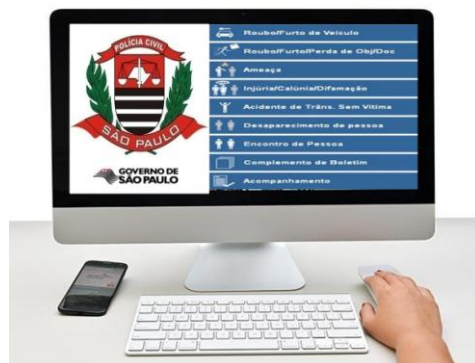 POLÍCIA CIVIL
SÃO PAULO
GOVERNO DE
SÃO PAULO
Roubo/Furto de Veículo
Roubo/Furto/Perda de Obj/Doc
Ameaça
Injúria/Calúnia/Difamação
Acidente de Trâns. Sem Vítima
Desaparecimento de pessoa
Encontro de Pessoa
Complemento de Boletim
Acompanhamento